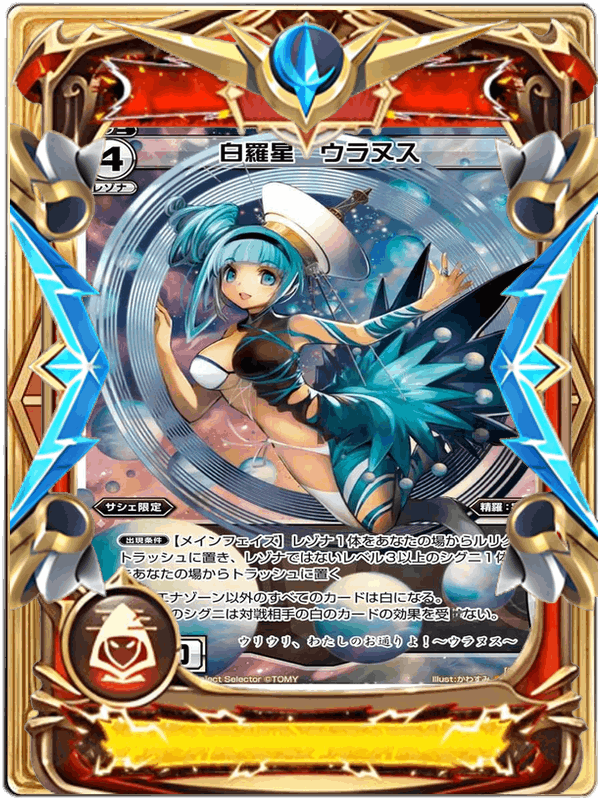 白羅星 ウラヌス
4
レゾナ
サシェ限定
精羅:
出現条件 【メインフェイズ】レゾナ1体をあなたの場からルリグ
トラッシュに置き、レゾナではないレベル3以上のシグニ1体
をあなたの場からトラッシュに置く
エナゾーン以外のすべてのカードは白になる。
のシグニは対戦相手の白のカードの効果を受けない。
ウリウリ、わたしのお通りよ!~ウラヌス~
Selector ©TOMY
Illust:かわすみ